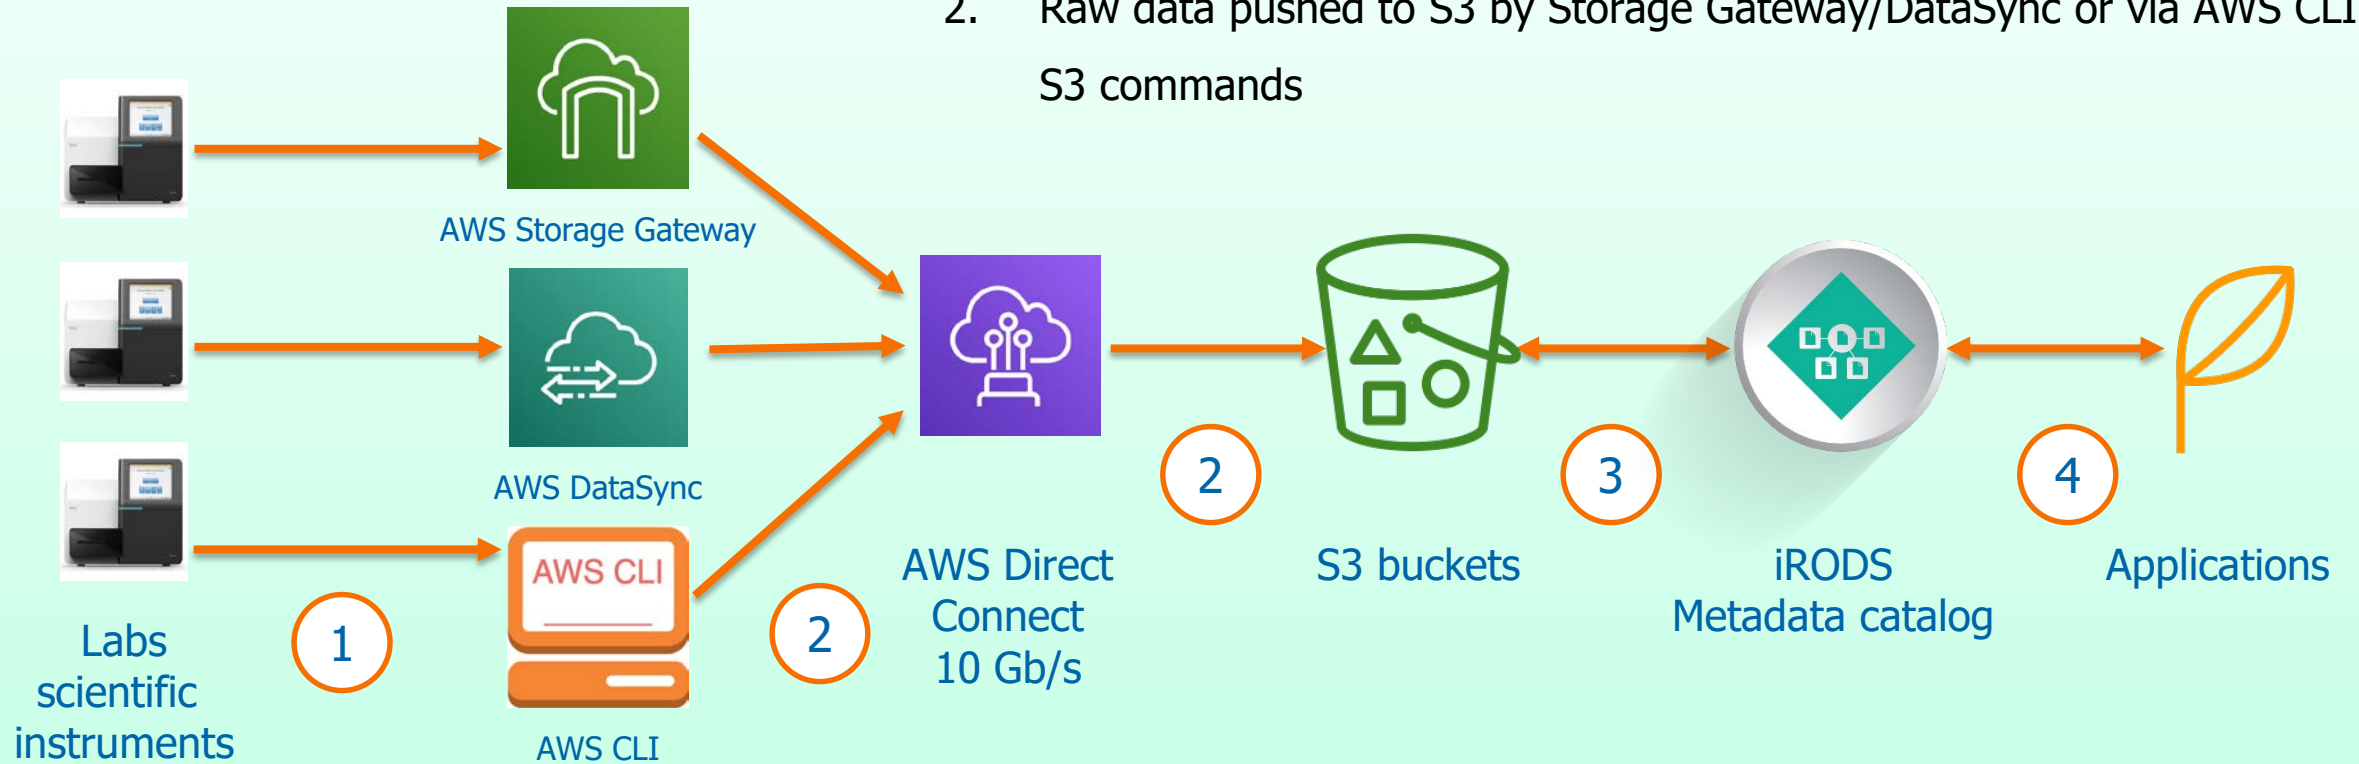 2. Raw data pushed to S3 by Storage Gateway/DataSync or via AWS CLI
S3 commands
AWS Storage Gateway
AWS DataSync
AWS CLI
AWS CLI
Labs
scientific
instruments
1
2
AWS Direct
Connect
10 Gb/s
2
S3 buckets
3
iRODS
Metadata catalog
4
Applications